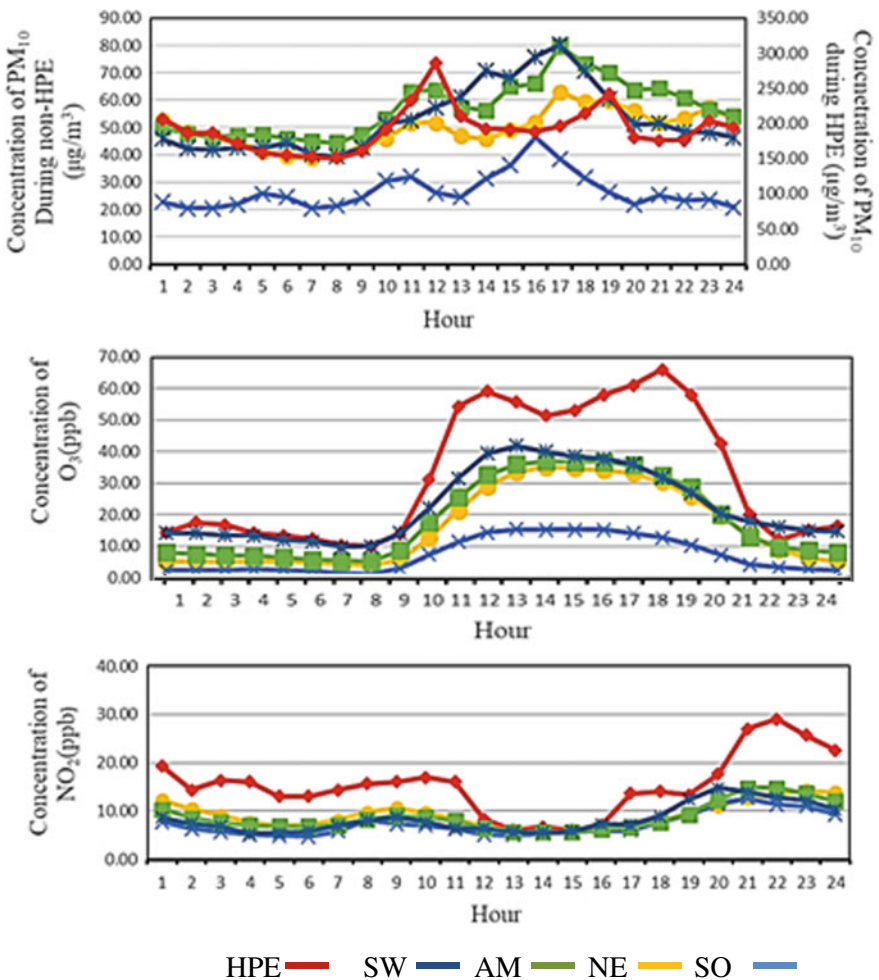 Concentration of PM10
During non-HPE
(µg/m³)
90.00
80.00
70.00
60.00
50.00
40.00
30.00
20.00
10.00
0.00
350.00
300.00
250.00
200.00
150.00
100.00
50.00
0.00
Concnetration of PM10
during HPE (µg/m³)
1 2 3 4 5 6 7 8 9 10 11 12 13 14 15 16 17 18 19 20 21 22 23 24
Hour
Concentration of
O3(ppb)
70.00
60.00
50.00
40.00
30.00
20.00
10.00
0.00
1 2 3 4 5 6 7 8 9 10 11 12 13 14 15 16 17 18 19 20 21 22 23 24
Hour
Concentration of
NO2(ppb)
40.00
30.00
20.00
10.00
0.00
1 2 3 4 5 6 7 8 9 10 11 12 13 14 15 16 17 18 19 20 21 22 23 24
Hour
HPE SW AM NE SO